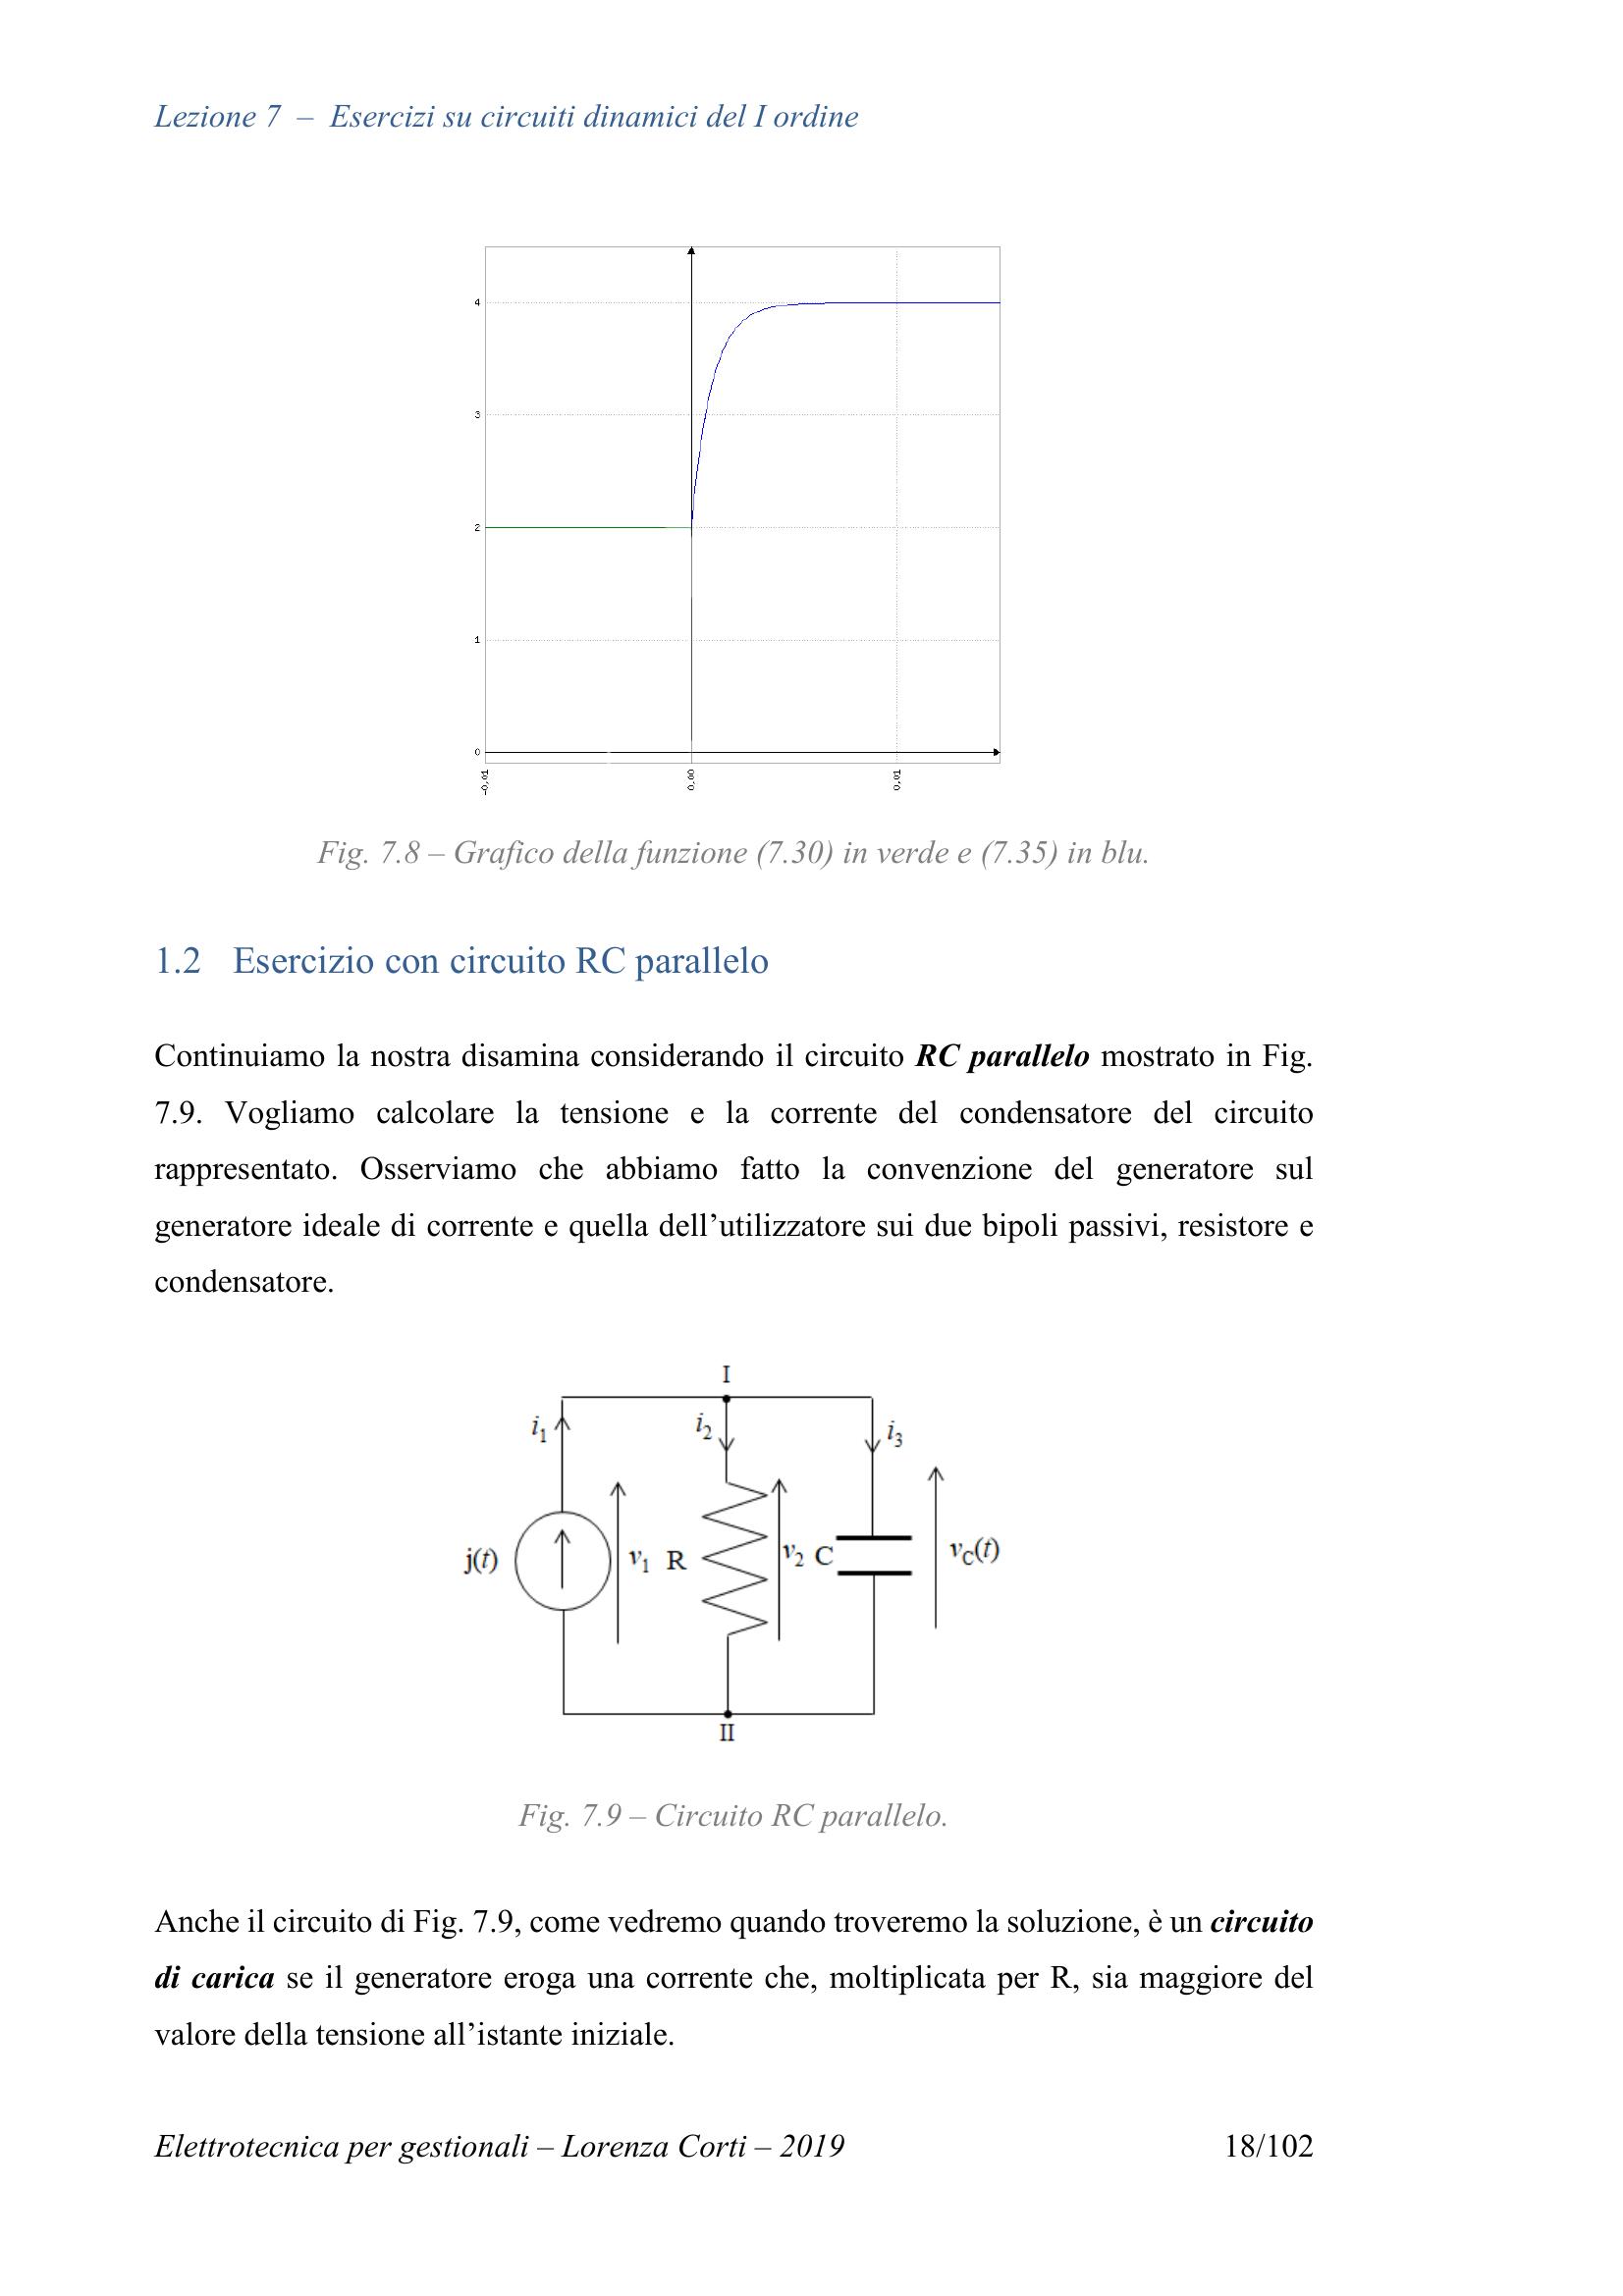 Lezione 7 – Esercizi su circuiti dinamici del I ordine
4
3
2
1
0
-0,01
0,00
0,01
Fig. 7.8 – Grafico della funzione (7.30) in verde e (7.35) in blu.
1.2 Esercizio con circuito RC parallelo
Continuiamo la nostra disamina considerando il circuito RC parallelo mostrato in Fig.
7.9. Vogliamo calcolare la tensione e la corrente del condensatore del circuito
rappresentato. Osserviamo che abbiamo fatto la convenzione del generatore sul
generatore ideale di corrente e quella dell’utilizzatore sui due bipoli passivi, resistore e
condensatore.
I
i1 i2 i3
j(t) v1 R v2 C vC(t)
II
Fig. 7.9 – Circuito RC parallelo.
Anche il circuito di Fig. 7.9, come vedremo quando troveremo la soluzione, è un circuito
di carica se il generatore eroga una corrente che, moltiplicata per R, sia maggiore del
valore della tensione all’istante iniziale.
Elettrotecnica per gestionali – Lorenza Corti – 2019 18/102